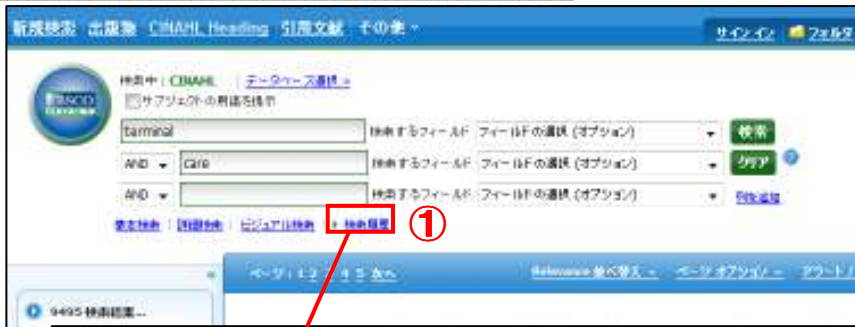 新規検索 出版物 CINAHL Heading 引用文献 その他
サインイン フォルダ
検索中: CINAHL データベース選択 »
サブジェクトの用語を提示
EBSCO
tarminal 検索するフィールド フィールドの選択 (オプション) 検索
AND care 検索するフィールド フィールドの選択 (オプション) クリア
AND 検索するフィールド フィールドの選択 (オプション) 列を追加
基本検索 詳細検索 ビジュアル検索 検索履歴 ①
ページ: 1 2 4 5 次へ Relevance 並べ替え ページ オプション アラート /
9495 検索結果...